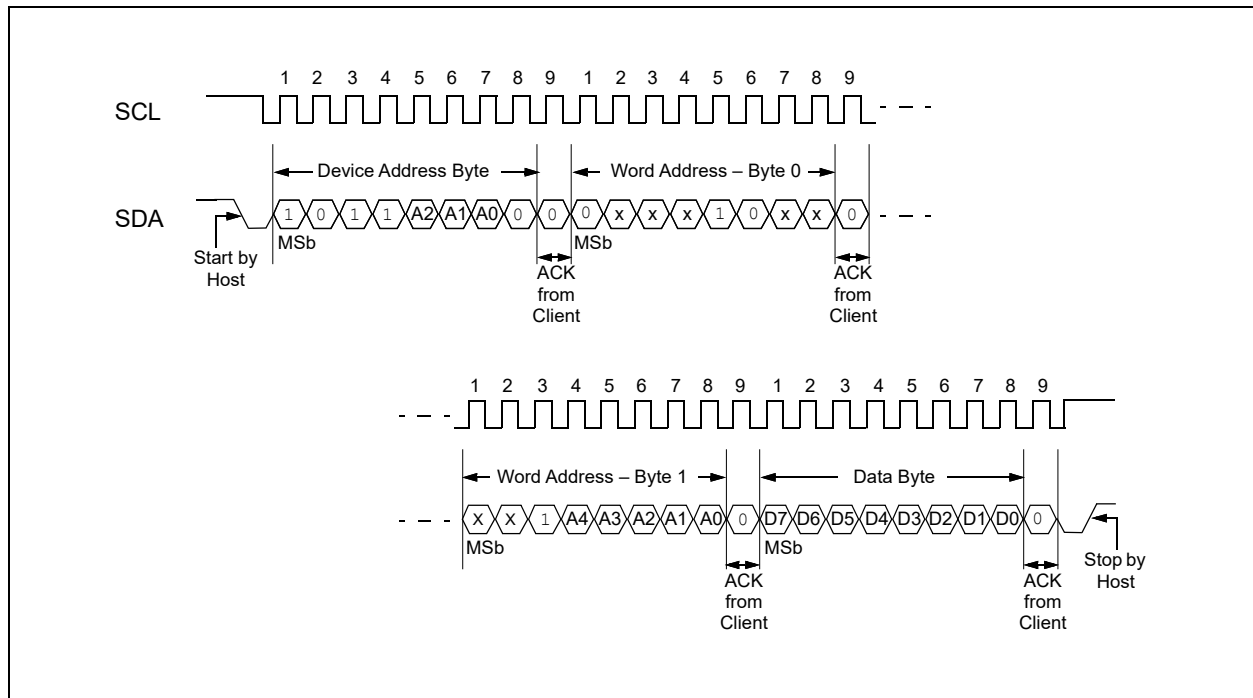 1 2 3 4 5 6 7 8 9 1 2 3 4 5 6 7 8 9
SCL
Device Address Byte Word Address – Byte 0
SDA 1 0 1 1 A2 A1 A0 0 0 0 x x x 1 0 x x 0
MSb MSb
Start by
Host
ACK
from
Client
ACK
from
Client
1 2 3 4 5 6 7 8 9 1 2 3 4 5 6 7 8 9
Word Address – Byte 1 Data Byte
x x 1 A4 A3 A2 A1 A0 0 D7 D6 D5 D4 D3 D2 D1 D0 0
MSb MSb
ACK
from
Client
ACK
from
Client
Stop by
Host